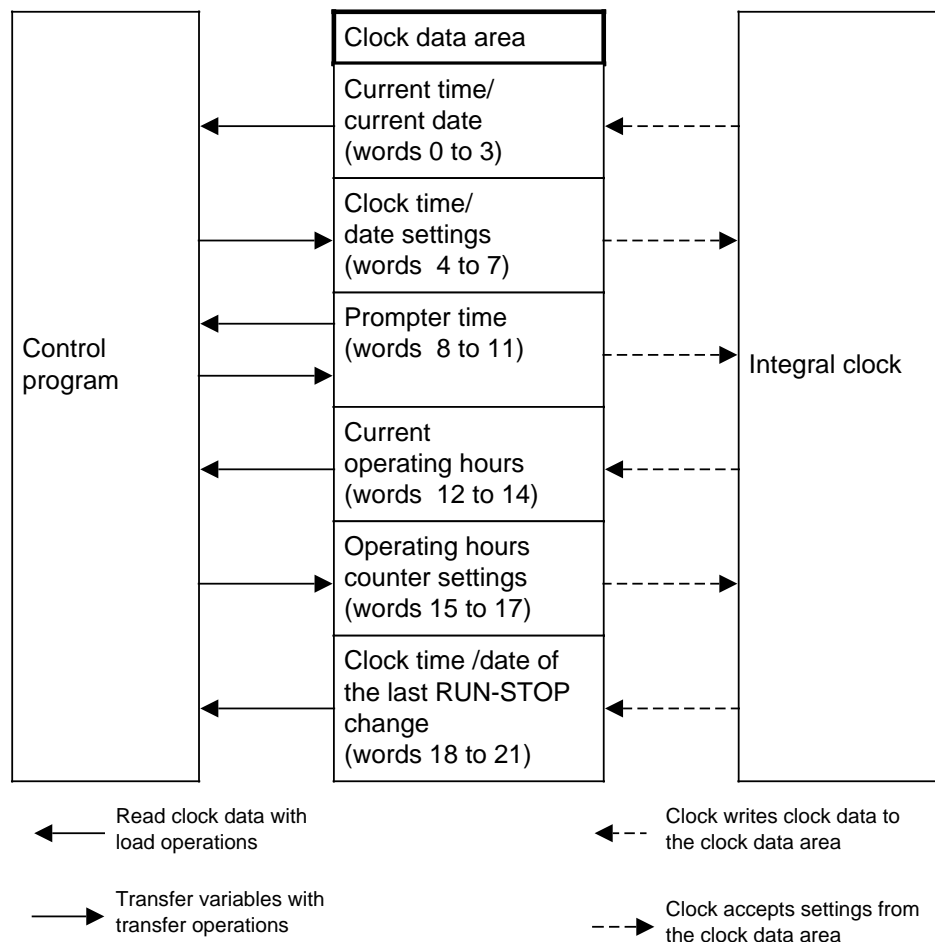 Clock data area
Current time/
current date
(words 0 to 3)
Clock time/
date settings
(words 4 to 7)
Prompter time
(words 8 to 11)
Control
program
Integral clock
Current
operating hours
(words 12 to 14)
Operating hours
counter settings
(words 15 to 17)
Clock time /date of
the last RUN-STOP
change
(words 18 to 21)
Read clock data with
load operations
Clock writes clock data to
the clock data area
Transfer variables with
transfer operations
Clock accepts settings from
the clock data area